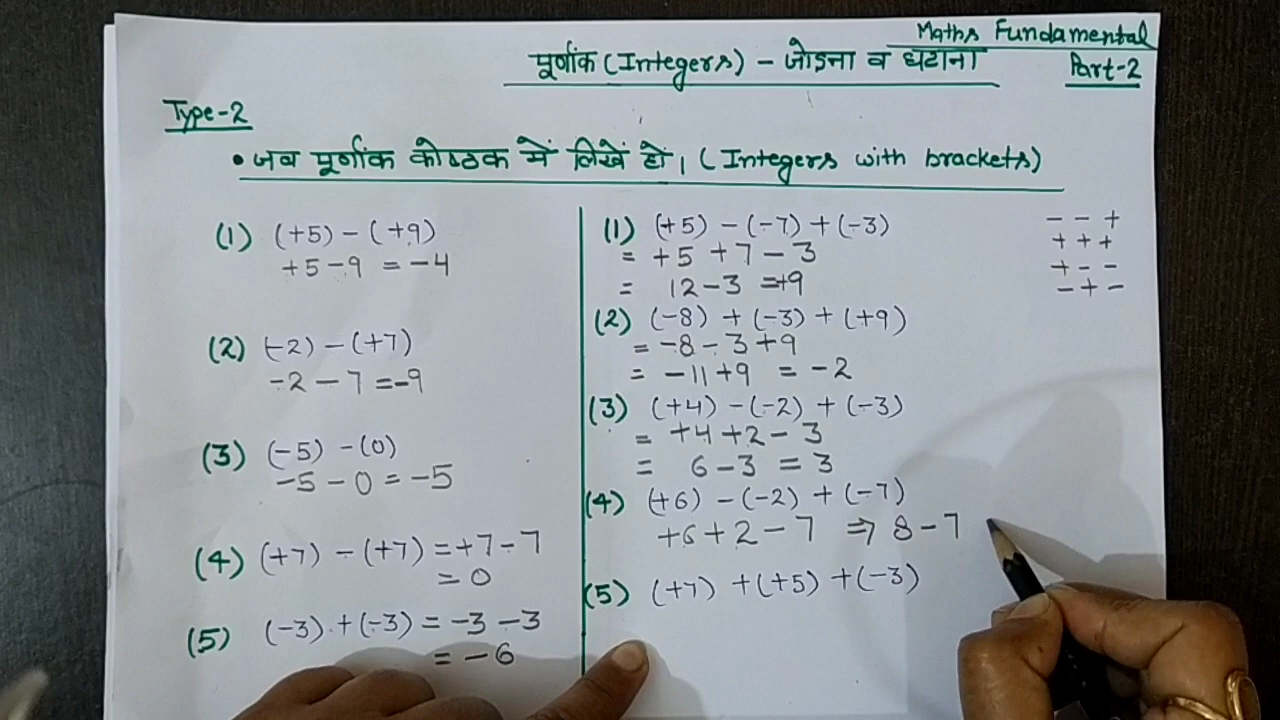 Maths Fundamental
Part-2
पूर्णांक (Integers) - जोडना व घटाना
Type-2
• जब पूर्णांक कोष्ठक में लिखें हों। (Integers with brackets)
(1) (+5) - (+9)
+5 - 9 = -4
(2) (-2) - (+7)
-2 - 7 = -9
(3) (-5) - (0)
-5 - 0 = -5
(4) (+7) - (+7) = +7 - 7
= 0
(5) (-3) + (-3) = -3 - 3
= -6
(1) (+5) - (-7) + (-3)
= +5 + 7 - 3
= 12 - 3 = +9
(2) (-8) + (-3) + (+9)
= -8 - 3 + 9
= -11 + 9 = -2
(3) (+4) - (-2) + (-3)
= +4 + 2 - 3
= 6 - 3 = 3
(4) (+6) - (-2) + (-7)
+6 + 2 - 7 ⇒ 8 - 7
(5) (+7) + (+5) + (-3)
- - +
+ + +
+ - -
- + -